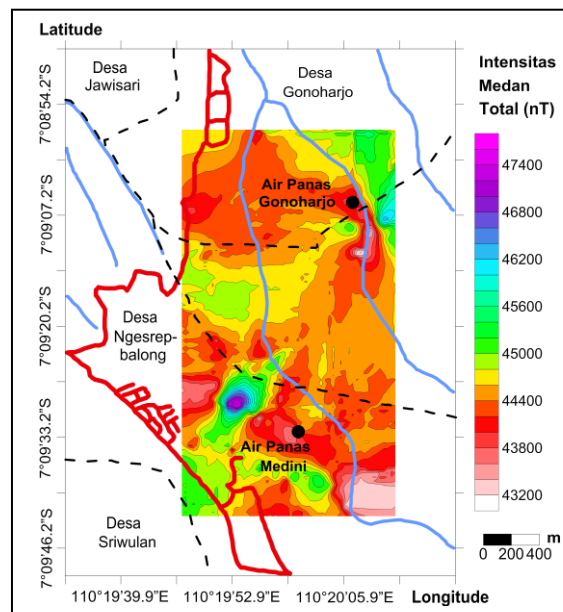 Latitude
Intensitas
Medan
Total (nT)
Desa
Jawisari
Desa
Gonoharjo
7°08'54.2"S
7°09'07.2"S
7°09'20.2"S
7°09'33.2"S
7°09'46.2"S
Air Panas
Gonoharjo
Desa
Ngesrep-
balong
Air Panas
Medini
Desa
Sriwulan
47400
46800
46200
45600
45000
44400
43800
43200
m
0 200 400
110°19'39.9"E 110°19'52.9"E 110°20'05.9"E Longitude